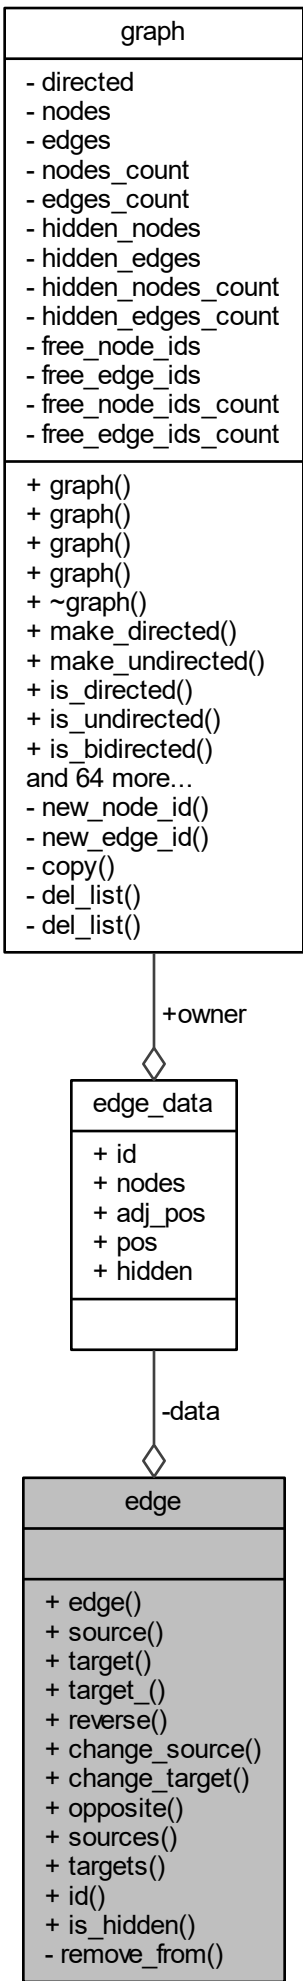 graph
- directed
- nodes
- edges
- nodes_count
- edges_count
- hidden_nodes
- hidden_edges
- hidden_nodes_count
- hidden_edges_count
- free_node_ids
- free_edge_ids
- free_node_ids_count
- free_edge_ids_count
+ graph()
+ graph()
+ graph()
+ graph()
+ ~graph()
+ make_directed()
+ make_undirected()
+ is_directed()
+ is_undirected()
+ is_bidirected()
and 64 more...
- new_node_id()
- new_edge_id()
- copy()
- del_list()
- del_list()
+owner
edge_data
+ id
+ nodes
+ adj_pos
+ pos
+ hidden
-data
edge
+ edge()
+ source()
+ target()
+ target_()
+ reverse()
+ change_source()
+ change_target()
+ opposite()
+ sources()
+ targets()
+ id()
+ is_hidden()
- remove_from()